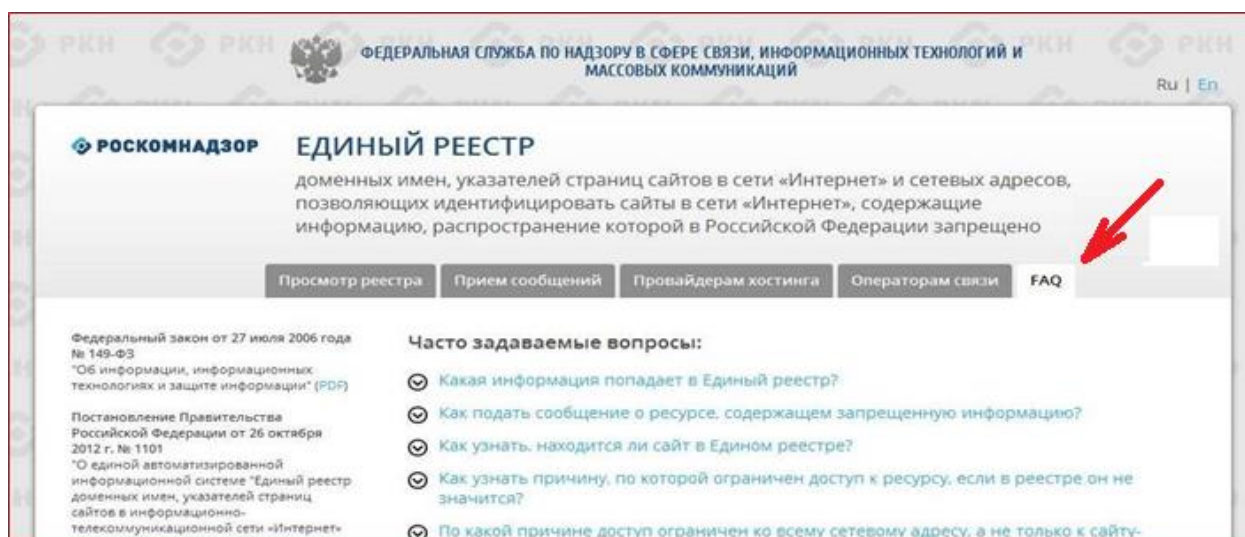 ФЕДЕРАЛЬНАЯ СЛУЖБА ПО НАДЗОРУ В СФЕРЕ СВЯЗИ, ИНФОРМАЦИОННЫХ ТЕХНОЛОГИЙ И
МАССОВЫХ КОММУНИКАЦИЙ
Ru | En
РОСКОМНАДЗОР
ЕДИНЫЙ РЕЕСТР
доменных имен, указателей страниц сайтов в сети «Интернет» и сетевых адресов,
позволяющих идентифицировать сайты в сети «Интернет», содержащие
информацию, распространение которой в Российской Федерации запрещено
Просмотр реестра Прием сообщений Провайдерам хостинга Операторам связи FAQ
Федеральный закон от 27 июля 2006 года
№ 149-ФЗ
"Об информации, информационных
технологиях и защите информации" (PDF)
Постановление Правительства
Российской Федерации от 26 октября
2012 г. № 1101
"О единой автоматизированной
информационной системе "Единый реестр
доменных имен, указателей страниц
сайтов в информационно-
телекоммуникационной сети «Интернет»
Часто задаваемые вопросы:
Какая информация попадает в Единый реестр?
Как подать сообщение о ресурсе, содержащем запрещенную информацию?
Как узнать, находится ли сайт в Едином реестре?
Как узнать причину, по которой ограничен доступ к ресурсу, если в реестре он не
значится?
По какой причине доступ ограничен ко всему сетевому адресу, а не только к сайту-